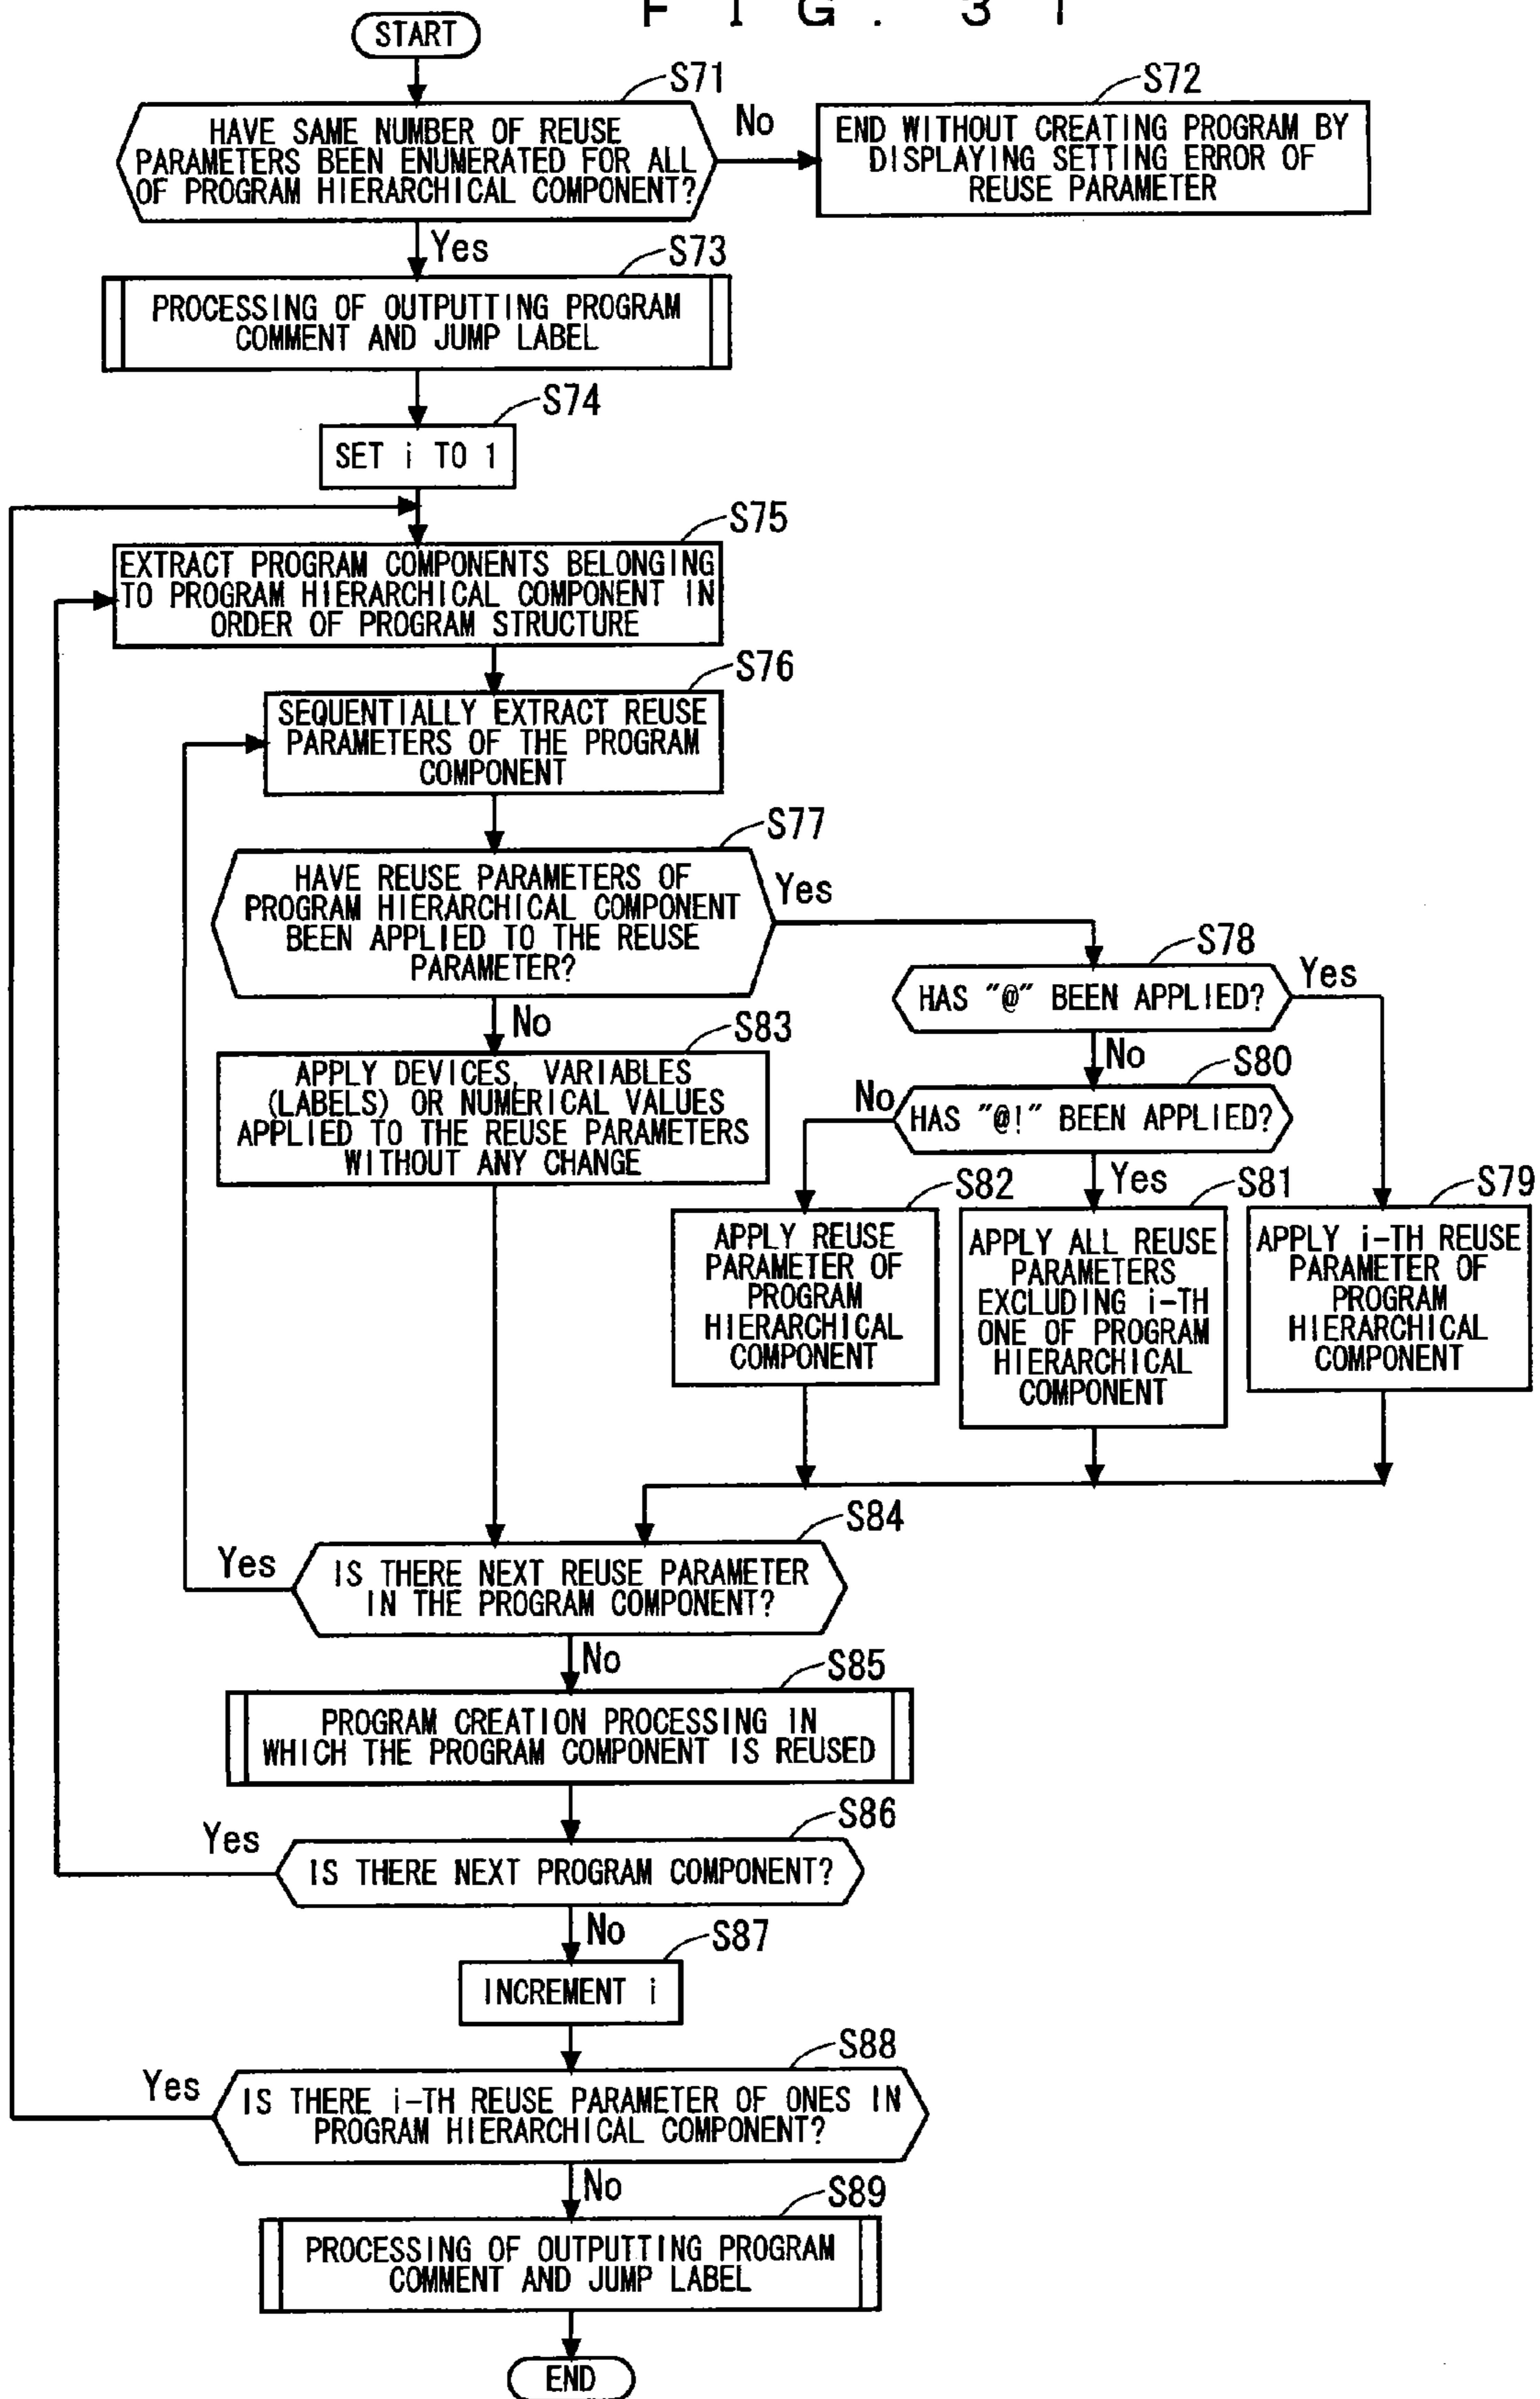 F I G . 3 1
START
S71
HAVE SAME NUMBER OF REUSE
PARAMETERS BEEN ENUMERATED FOR ALL
OF PROGRAM HIERARCHICAL COMPONENT?
No
S72
END WITHOUT CREATING PROGRAM BY
DISPLAYING SETTING ERROR OF
REUSE PARAMETER
Yes
S73
PROCESSING OF OUTPUTTING PROGRAM
COMMENT AND JUMP LABEL
S74
SET i TO 1
S75
EXTRACT PROGRAM COMPONENTS BELONGING
TO PROGRAM HIERARCHICAL COMPONENT IN
ORDER OF PROGRAM STRUCTURE
S76
SEQUENTIALLY EXTRACT REUSE
PARAMETERS OF THE PROGRAM
COMPONENT
S77
HAVE REUSE PARAMETERS OF
PROGRAM HIERARCHICAL COMPONENT
BEEN APPLIED TO THE REUSE
PARAMETER?
Yes
S78
HAS "@" BEEN APPLIED?
Yes
No
No
S83
APPLY DEVICES, VARIABLES
(LABELS) OR NUMERICAL VALUES
APPLIED TO THE REUSE PARAMETERS
WITHOUT ANY CHANGE
S80
HAS "@!" BEEN APPLIED?
No
Yes
S82
APPLY REUSE
PARAMETER OF
PROGRAM
HIERARCHICAL
COMPONENT
S81
APPLY ALL REUSE
PARAMETERS
EXCLUDING i-TH
ONE OF PROGRAM
HIERARCHICAL
COMPONENT
S79
APPLY i-TH REUSE
PARAMETER OF
PROGRAM
HIERARCHICAL
COMPONENT
S84
IS THERE NEXT REUSE PARAMETER
IN THE PROGRAM COMPONENT?
Yes
No
S85
PROGRAM CREATION PROCESSING IN
WHICH THE PROGRAM COMPONENT IS REUSED
S86
IS THERE NEXT PROGRAM COMPONENT?
Yes
No
S87
INCREMENT i
S88
IS THERE i-TH REUSE PARAMETER OF ONES IN
PROGRAM HIERARCHICAL COMPONENT?
Yes
No
S89
PROCESSING OF OUTPUTTING PROGRAM
COMMENT AND JUMP LABEL
END